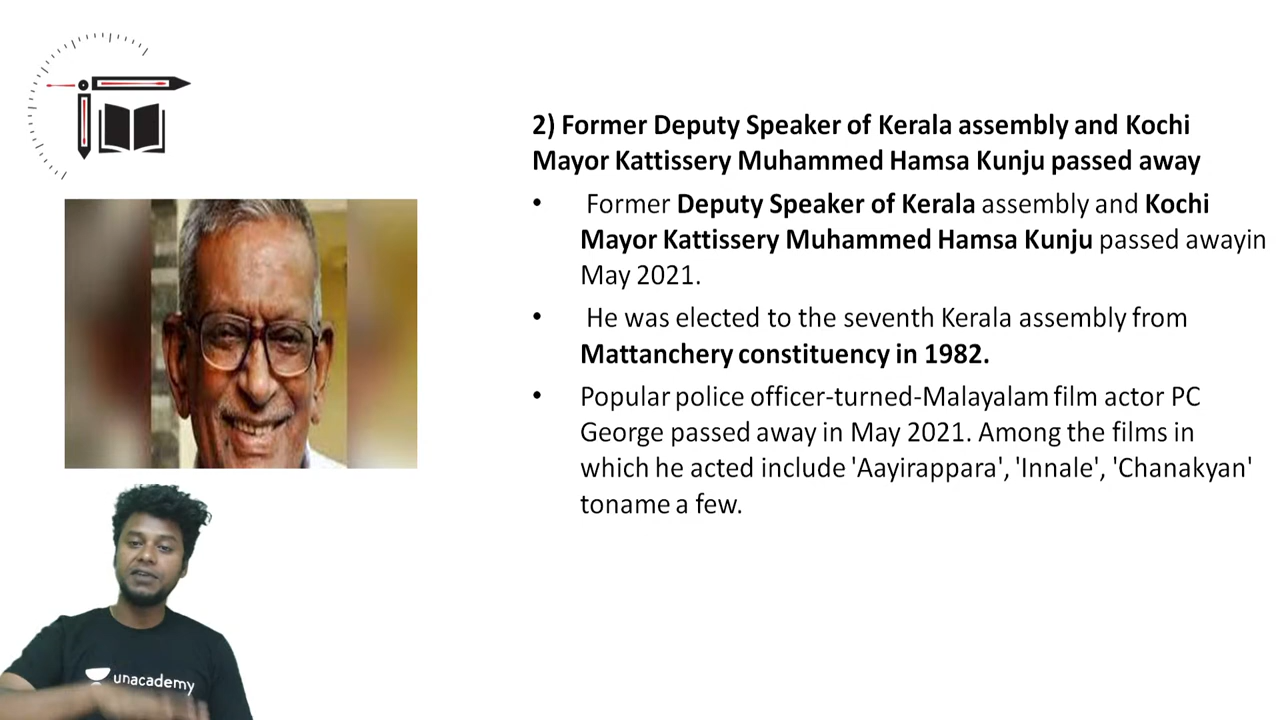 2) Former Deputy Speaker of Kerala assembly and Kochi
Mayor Kattissery Muhammed Hamsa Kunju passed away
• Former Deputy Speaker of Kerala assembly and Kochi
Mayor Kattissery Muhammed Hamsa Kunju passed awayin
May 2021.
• He was elected to the seventh Kerala assembly from
Mattanchery constituency in 1982.
• Popular police officer-turned-Malayalam film actor PC
George passed away in May 2021. Among the films in
which he acted include 'Aayirappara', 'Innale', 'Chanakyan'
toname a few.
unacademy